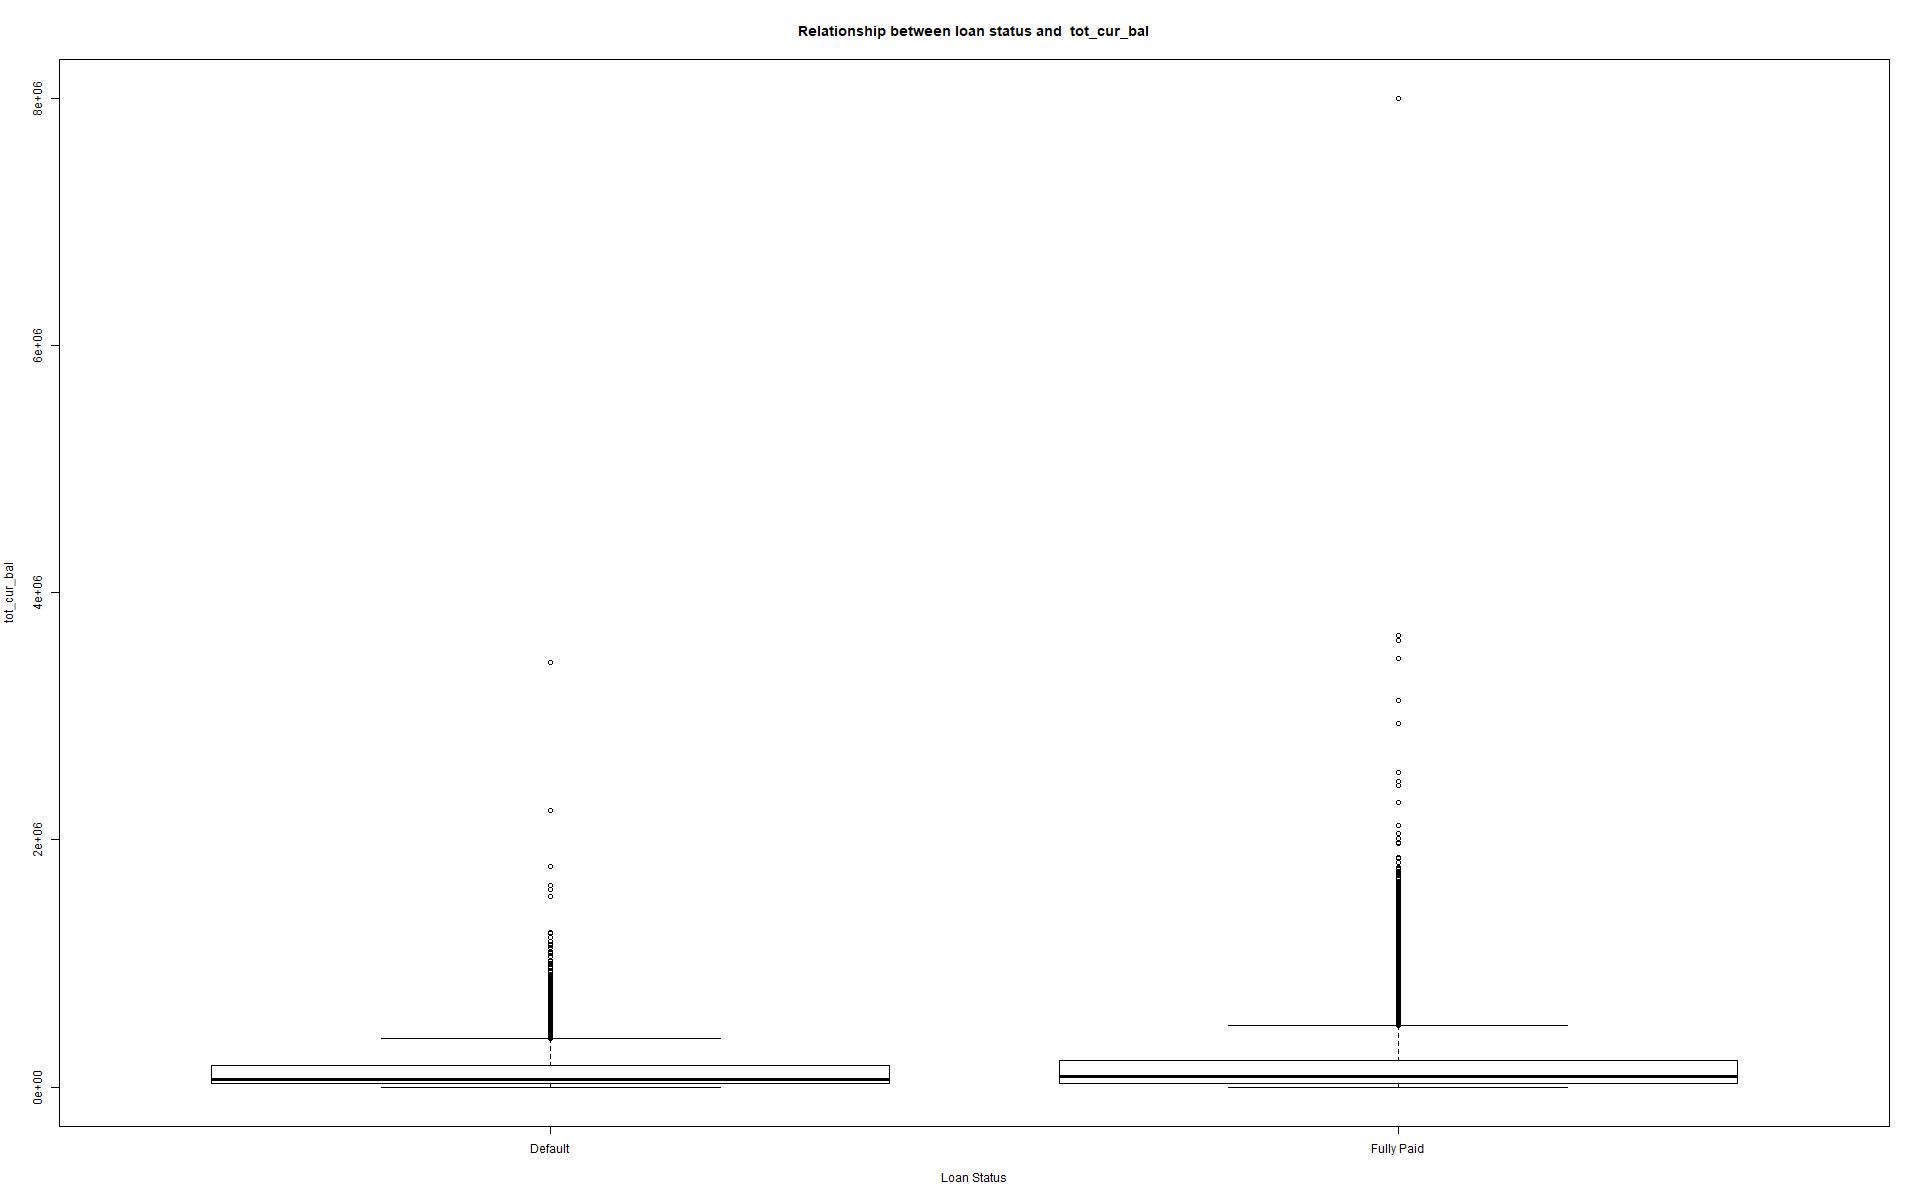 Relationship between loan status and  tot_cur_bal
8e+06
6e+06
4e+06
2e+06
0e+00
tot_cur_bal
Default
Fully Paid
Loan Status